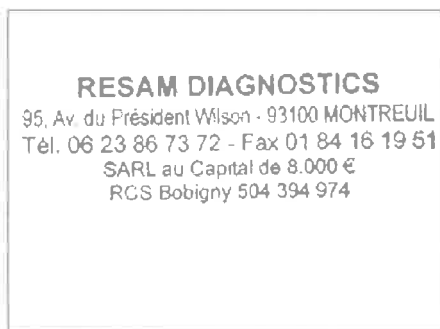 RESAM DIAGNOSTICS
95, Av. du Président Wilson - 93100 MONTREUIL
Tél. 06 23 86 73 72 - Fax 01 84 16 19 51
SARL au Capital de 8.000 €
RCS Bobigny 504 394 974